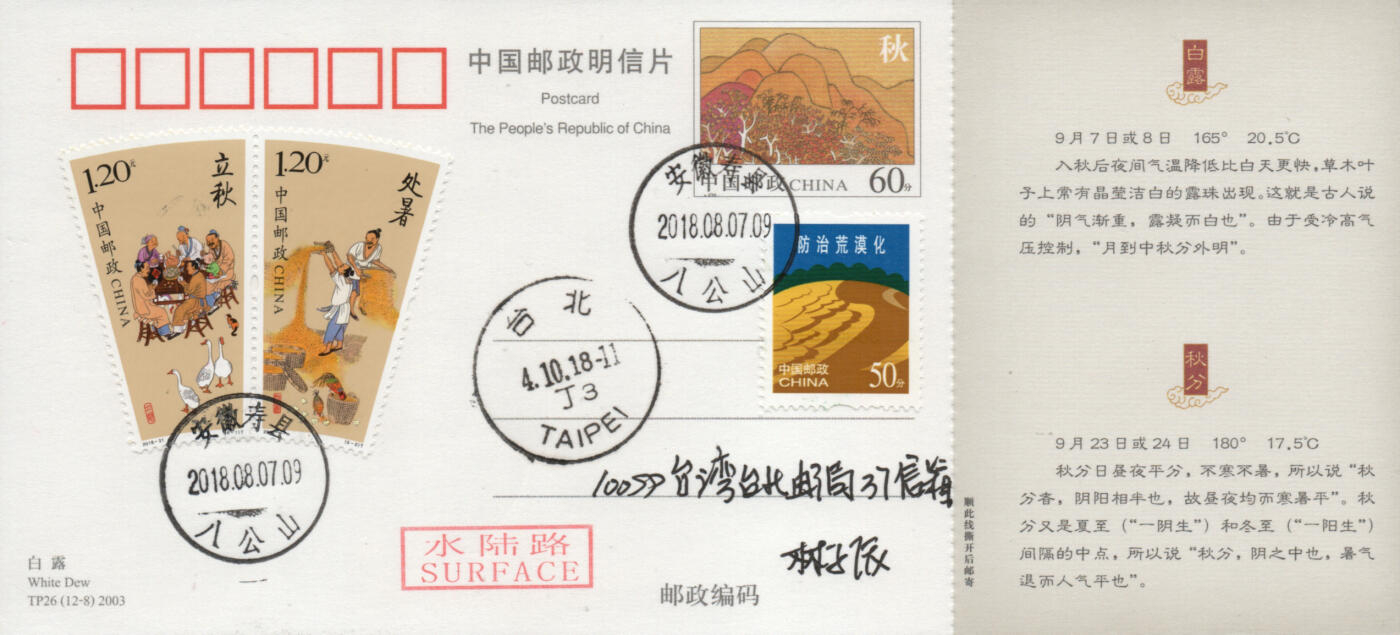 中国邮政明信片
Postcard
The People's Republic of China
秋
中国邮政 CHINA 60分
1.20元
立秋
中国邮政 CHINA
1.20元
处暑
中国邮政 CHINA
安徽寿县
2018.08.07.09
八公山
防治荒漠化
中国邮政
CHINA
50分
台北
4.10.18-11
J3
TAIPEI
安徽寿县
2018.08.07.09
八公山
台湾台北邮局37信箱
水陆路
SURFACE
邮政编码
白露
White Dew
TP26 (12-8) 2003
顺此线撕开后邮寄
白露
9月7日或8日 165° 20.5℃
入秋后夜间气温降低比白天更快，草木叶
子上常有晶莹洁白的露珠出现。这就是古人说
的“阴气渐重，露凝而白也”。由于受冷高气
压控制，“月到中秋分外明”。
秋分
9月23日或24日 180° 17.5℃
秋分日昼夜平分，不寒不暑，所以说“秋
分者，阴阳相半也，故昼夜均而寒暑平”。秋
分又是夏至（“一阴生”）和冬至（“一阳生”）
间隔的中点，所以说“秋分，阴之中也，暑气
退而人气平也”。